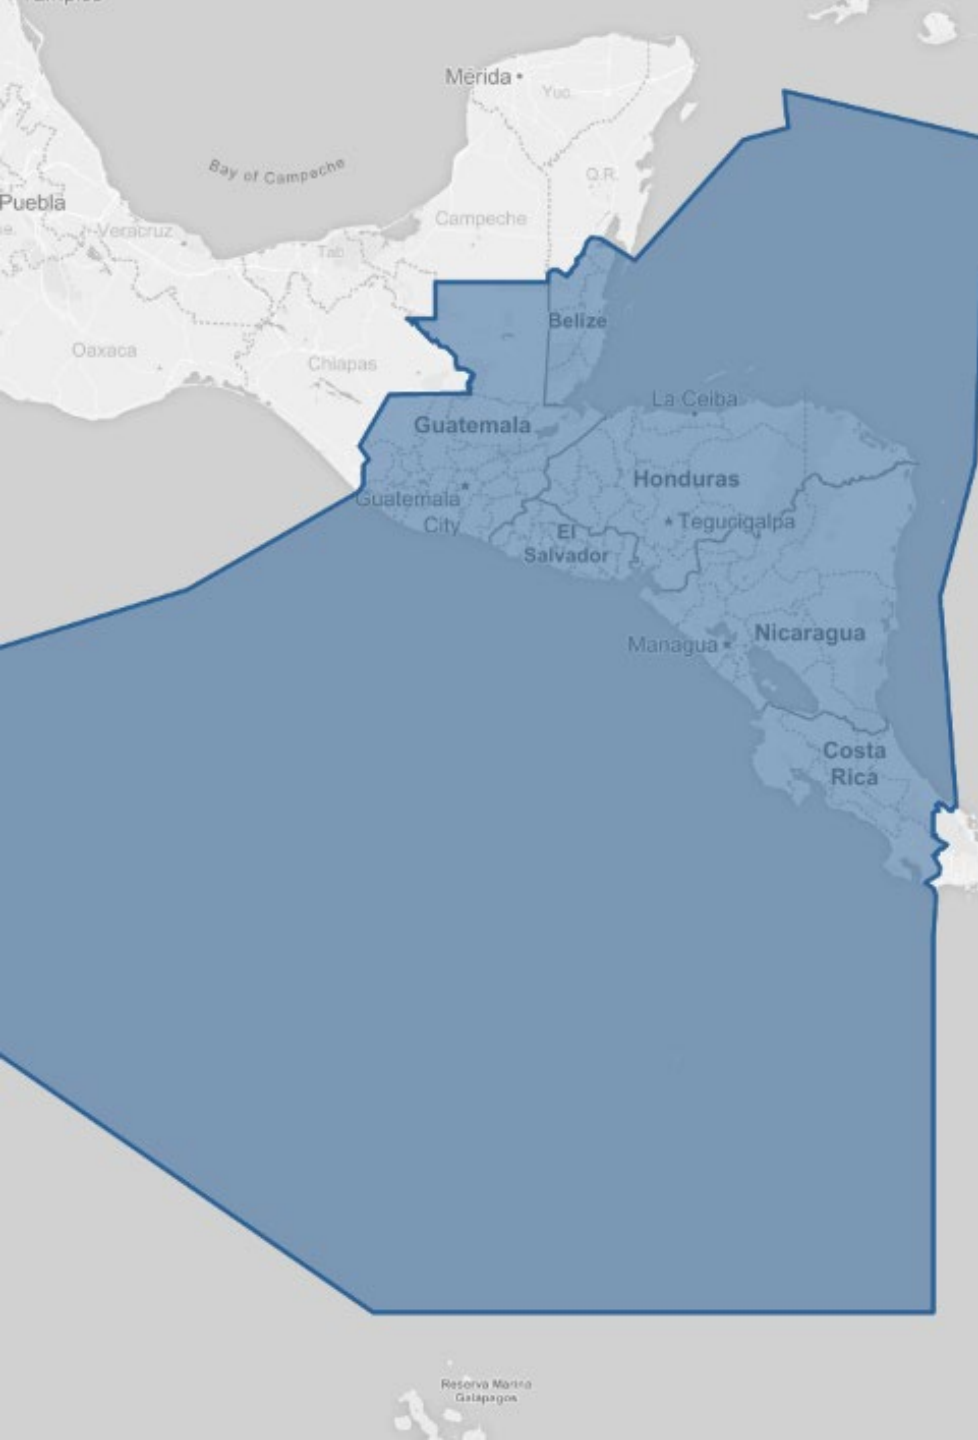 Mérida
Yuc.
Bay of Campeche
Q.R.
Puebla
Veracruz
Campeche
Tab
Belize
Oaxaca
Chiapas
La Ceiba
Guatemala
Honduras
Guatemala
City
Tegucigalpa
El
Salvador
Managua
Nicaragua
Costa
Rica
Reserva Marina
Galápagos